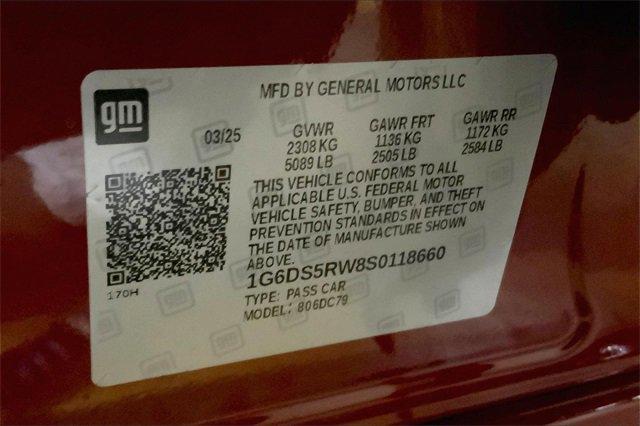 gm
MFD BY GENERAL MOTORS LLC
03/25 GVWR GAWR FRT GAWR RR
2308 KG 1136 KG 1172 KG
5089 LB 2505 LB 2584 LB
THIS VEHICLE CONFORMS TO ALL
APPLICABLE U.S. FEDERAL MOTOR
VEHICLE SAFETY, BUMPER, AND THEFT
PREVENTION STANDARDS IN EFFECT ON
THE DATE OF MANUFACTURE SHOWN
ABOVE.
1G6DS5RW8S0118660
170H
TYPE: PASS CAR
MODEL: 806DC79